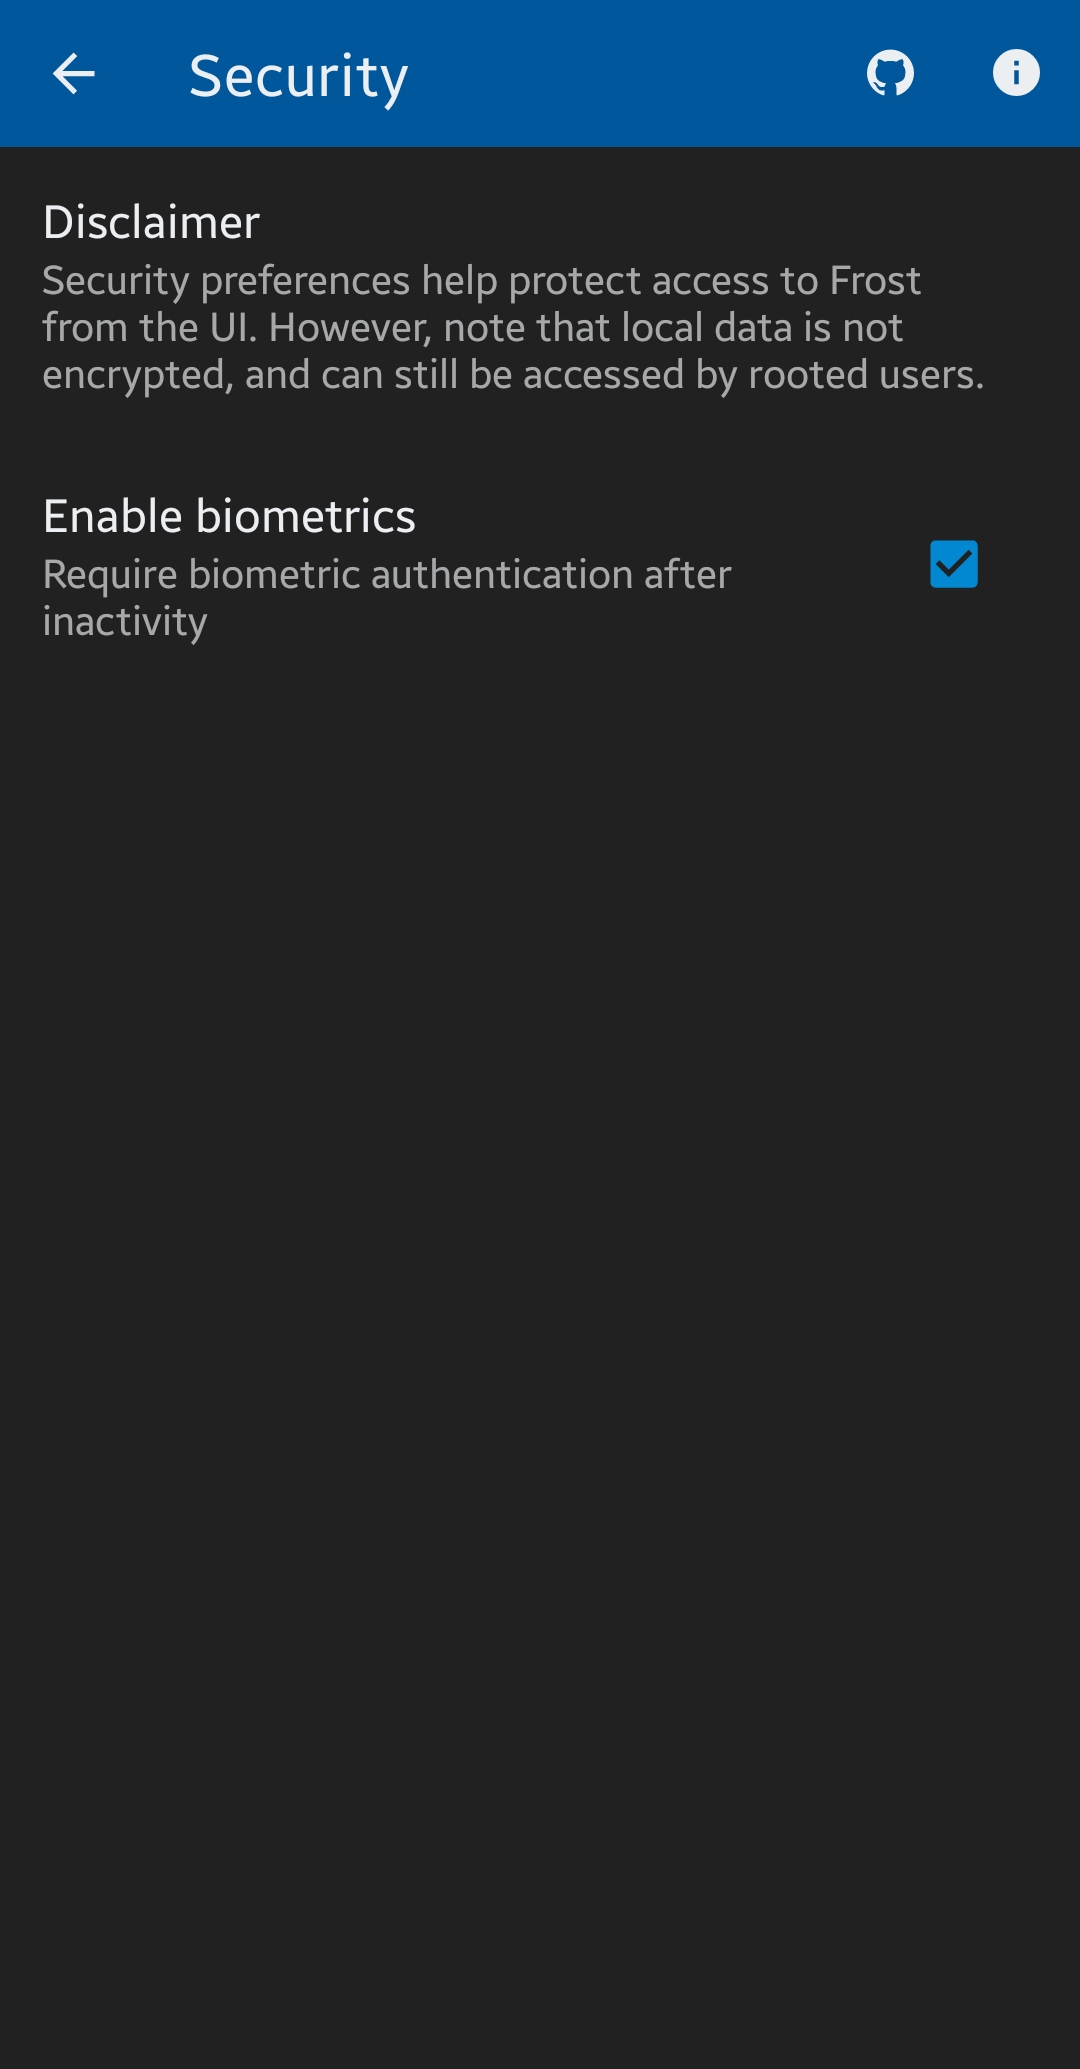 Security
Disclaimer
Security preferences help protect access to Frost
from the UI. However, note that local data is not
encrypted, and can still be accessed by rooted users.
Enable biometrics
Require biometric authentication after
inactivity